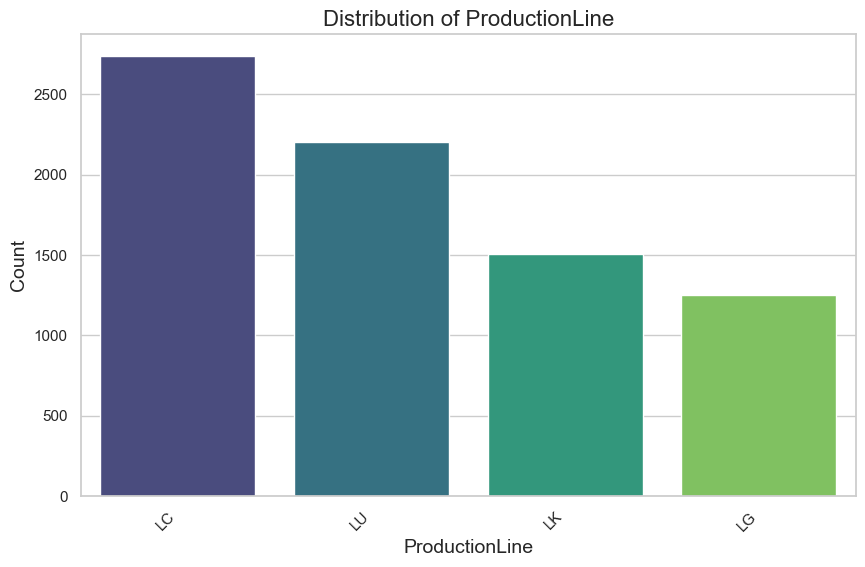 Distribution of ProductionLine
2500
2000
1500
1000
500
0
Count
LC
LU
LK
LG
ProductionLine